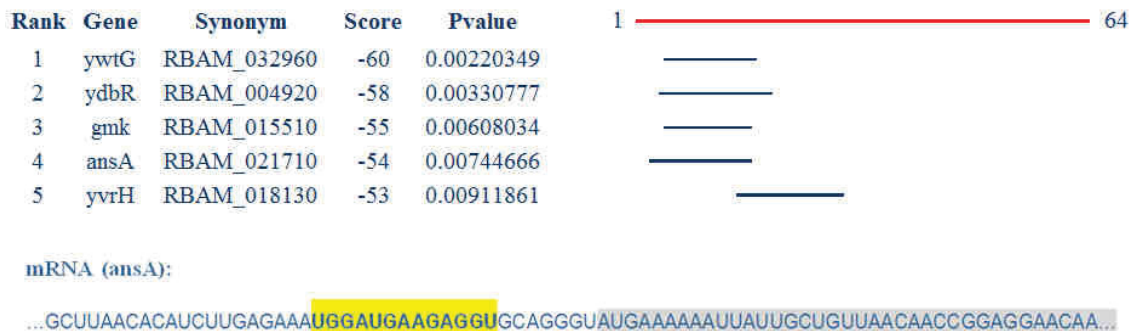 Rank Gene Synonym Score Pvalue 1 64
1 ywtG RBAM_032960 -60 0.00220349
2 ydbR RBAM_004920 -58 0.00330777
3 gmk RBAM_015510 -55 0.00608034
4 ansA RBAM_021710 -54 0.00744666
5 yvrH RBAM_018130 -53 0.00911861
mRNA (ansA):
...GCUUAACACAUCUUGAGAAAUGGAUGAAGAGGUGCAGGGUAUGAAAAAAUUAUUGCUGUUAACAACCGGAGGAACAA...